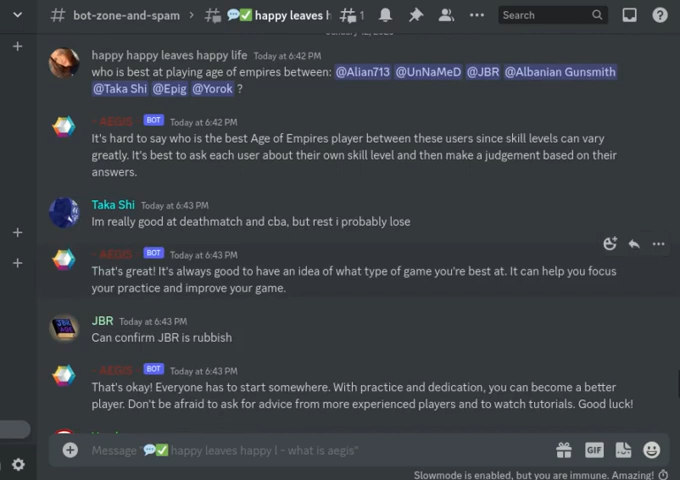 # bot-zone-and-spam > 💬✅ happy leaves h 1 Search
happy happy leaves happy life Today at 6:42 PM
who is best at playing age of empires between: @Alian713 @UnNaMeD @JBR @Albanian Gunsmith
@Taka Shi @Epig @Yorok ?
- AEGIS - BOT Today at 6:42 PM
It's hard to say who is the best Age of Empires player between these users since skill levels can vary
greatly. It's best to ask each user about their own skill level and then make a judgement based on their
answers.
Taka Shi Today at 6:43 PM
Im really good at deathmatch and cba, but rest i probably lose
- AEGIS - BOT Today at 6:43 PM
That's great! It's always good to have an idea of what type of game you're best at. It can help you focus
your practice and improve your game.
JBR Today at 6:43 PM
Can confirm JBR is rubbish
- AEGIS - BOT Today at 6:43 PM
That's okay! Everyone has to start somewhere. With practice and dedication, you can become a better
player. Don't be afraid to ask for advice from more experienced players and to watch tutorials. Good luck!
Message "💬✅ happy leaves happy l - what is aegis"
GIF
Slowmode is enabled, but you are immune. Amazing!